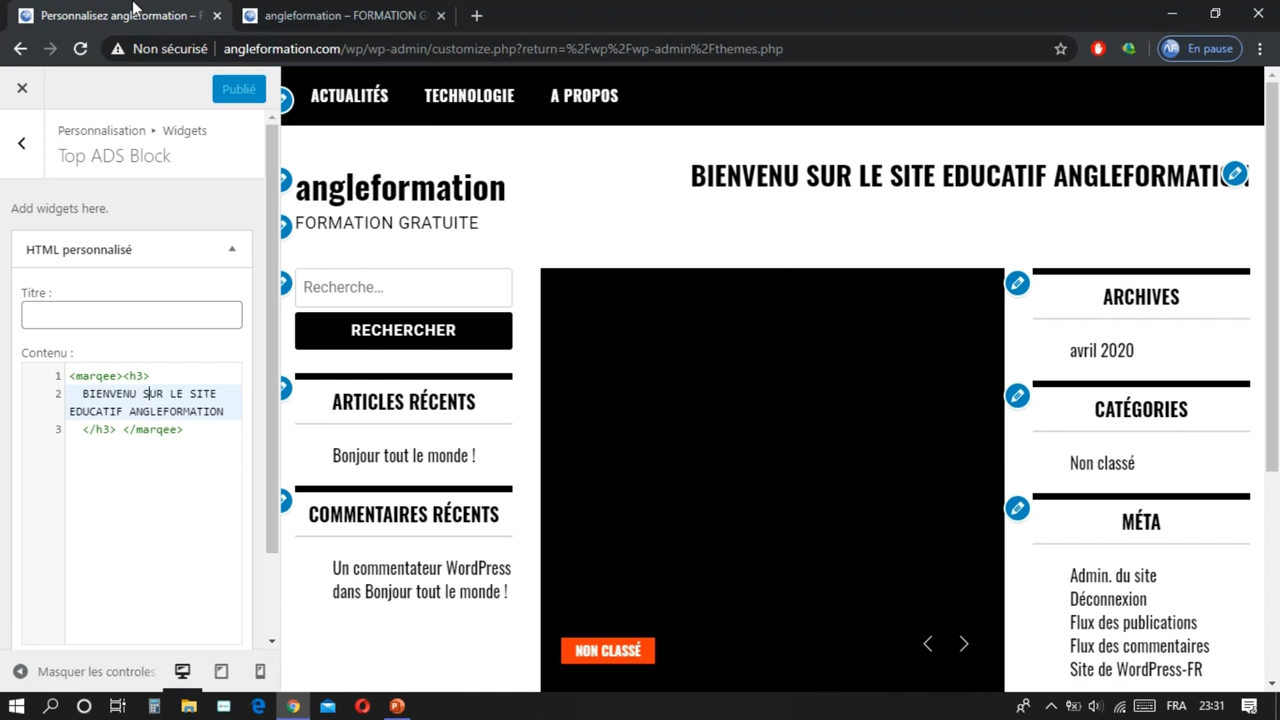 Personnalisez angleformation – F
angleformation – FORMATION G
Non sécurisé
angleformation.com/wp/wp-admin/customize.php?return=%2Fwp%2Fwp-admin%2Fthemes.php
En pause
Publié
Personnalisation ▸ Widgets
Top ADS Block
Add widgets here.
HTML personnalisé
Titre :
Contenu :
1 <marqee><h3>
2 BIENVENU SUR LE SITE
EDUCATIF ANGLEFORMATION
3 </h3> </marqee>
Masquer les controles
ACTUALITÉS TECHNOLOGIE A PROPOS
angleformation
FORMATION GRATUITE
BIENVENU SUR LE SITE EDUCATIF ANGLEFORMATION
Recherche...
RECHERCHER
ARTICLES RÉCENTS
Bonjour tout le monde !
COMMENTAIRES RÉCENTS
Un commentateur WordPress
dans Bonjour tout le monde !
NON CLASSÉ
ARCHIVES
avril 2020
CATÉGORIES
Non classé
MÉTA
Admin. du site
Déconnexion
Flux des publications
Flux des commentaires
Site de WordPress-FR
FRA 23:31